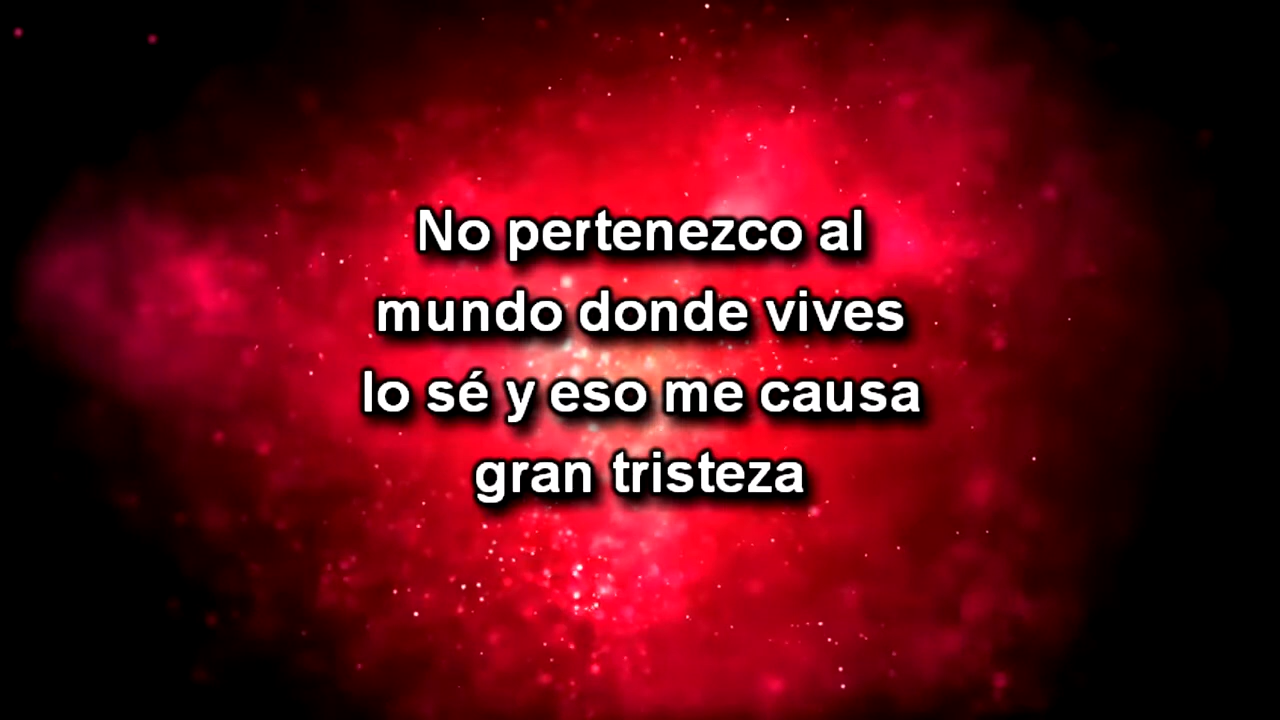 No pertenezco al
mundo donde vives
lo sé y eso me causa
gran tristeza